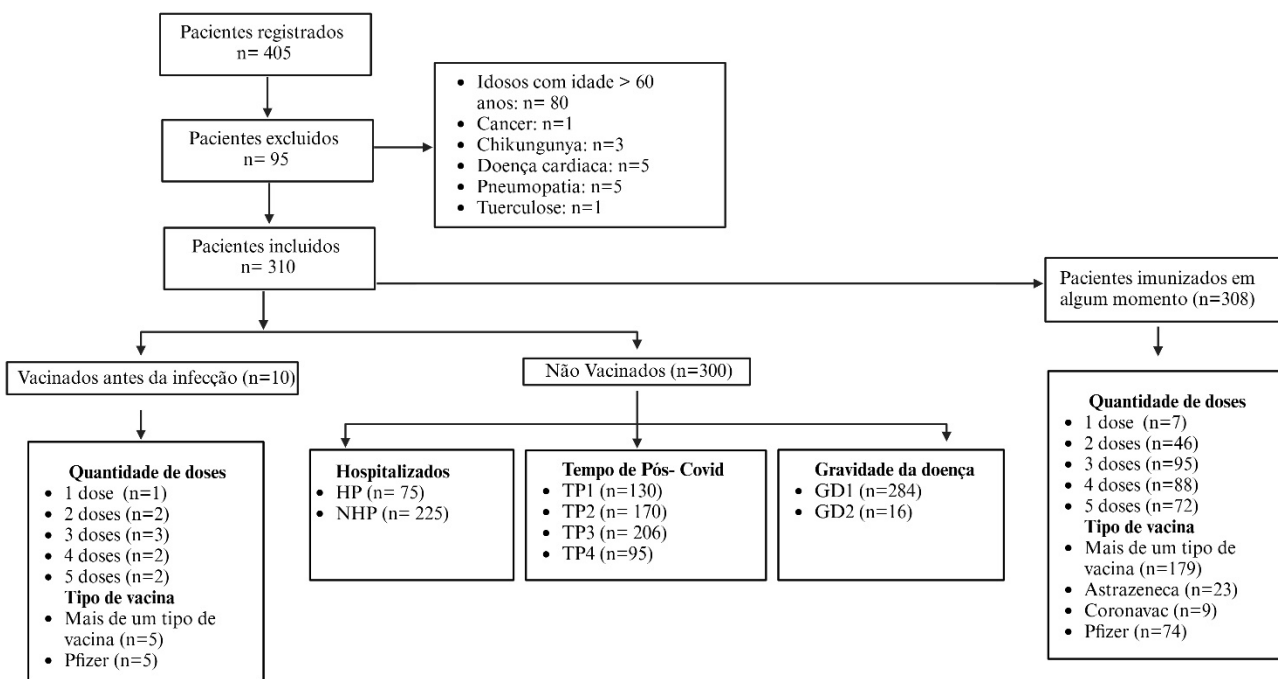 Pacientes registrados
n= 405
• Idosos com idade > 60
anos: n= 80
• Cancer: n=1
• Chikungunya: n=3
• Doença cardiaca: n=5
• Pneumopatia: n=5
• Tuerculose: n=1
Pacientes excluidos
n= 95
Pacientes incluidos
n= 310
Pacientes imunizados em
algum momento (n=308)
Vacinados antes da infecção (n=10)
Não Vacinados (n=300)
Quantidade de doses
• 1 dose (n=1)
• 2 doses (n=2)
• 3 doses (n=3)
• 4 doses (n=2)
• 5 doses (n=2)
Tipo de vacina
• Mais de um tipo de
vacina (n=5)
• Pfizer (n=5)
Hospitalizados
• HP (n= 75)
• NHP (n= 225)
Tempo de Pós- Covid
• TP1 (n=130)
• TP2 (n= 170)
• TP3 (n= 206)
• TP4 (n=95)
Gravidade da doença
• GD1 (n=284)
• GD2 (n=16)
Quantidade de doses
• 1 dose (n=7)
• 2 doses (n=46)
• 3 doses (n=95)
• 4 doses (n=88)
• 5 doses (n=72)
Tipo de vacina
• Mais de um tipo de
vacina (n=179)
• Astrazeneca (n=23)
• Coronavac (n=9)
• Pfizer (n=74)